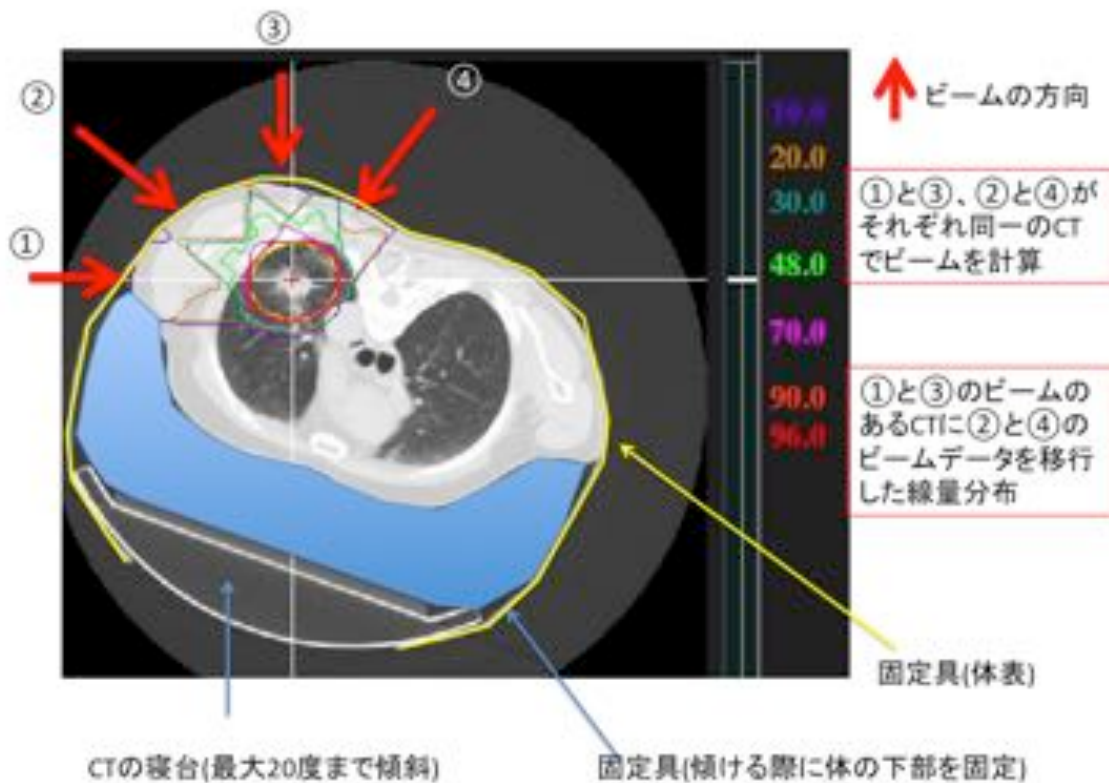 ③
②
④
①
ビームの方向
10.0
20.0
30.0
48.0
70.0
90.0
96.0
①と③、②と④が
それぞれ同一のCT
でビームを計算
①と③のビームの
あるCTに②と④の
ビームデータを移行
した線量分布
固定具(体表)
CTの寝台(最大20度まで傾斜)
固定具(傾ける際に体の下部を固定)